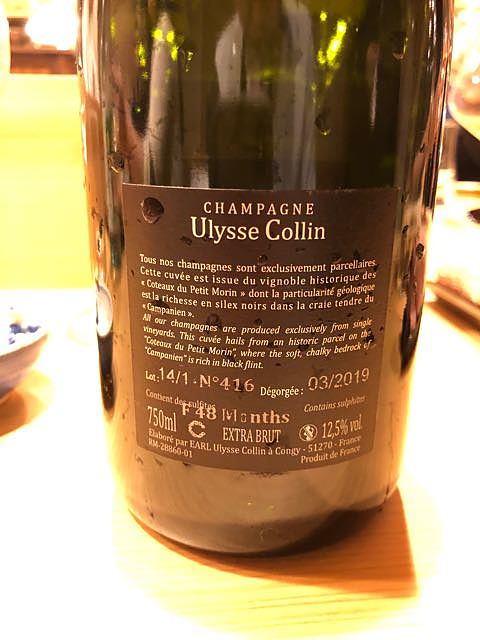 CHAMPAGNE
Ulysse Collin
Tous nos champagnes sont exclusivement parcellaires.
Cette cuvée est issue du vignoble historique des
« Coteaux du Petit Morin » dont la particularité géologique
est la richesse en silex noirs dans la craie tendre du
« Campanien ».
All our champagnes are produced exclusively from single
vineyards. This cuvée hails from an historic parcel on the
"Coteaux du Petit Morin", where the soft, chalky bedrock of
"Campanien" is rich in black flint.
Lot: 14/1 - N°416 Dégorgée: 03/2019
Contient des sulfites Contains sulphites
F48 Months
750ml C EXTRA BRUT 12,5% vol.
Elaboré par EARL Ulysse Collin à Congy - 51270 - France
RM-28860-01 Produit de France